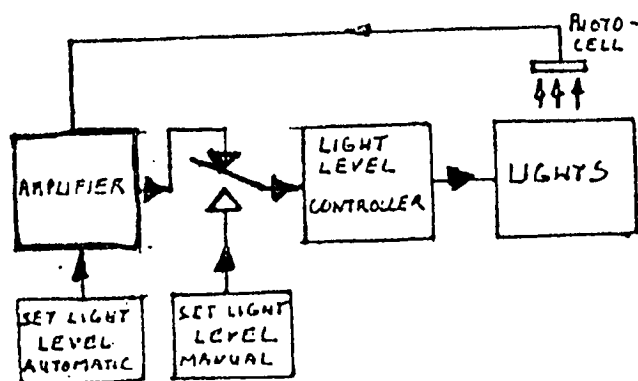 PHOTO-
CELL
AMPLIFIER
LIGHT
LEVEL
CONTROLLER
LIGHTS
SET LIGHT
LEVEL
AUTOMATIC
SET LIGHT
LEVEL
MANUAL